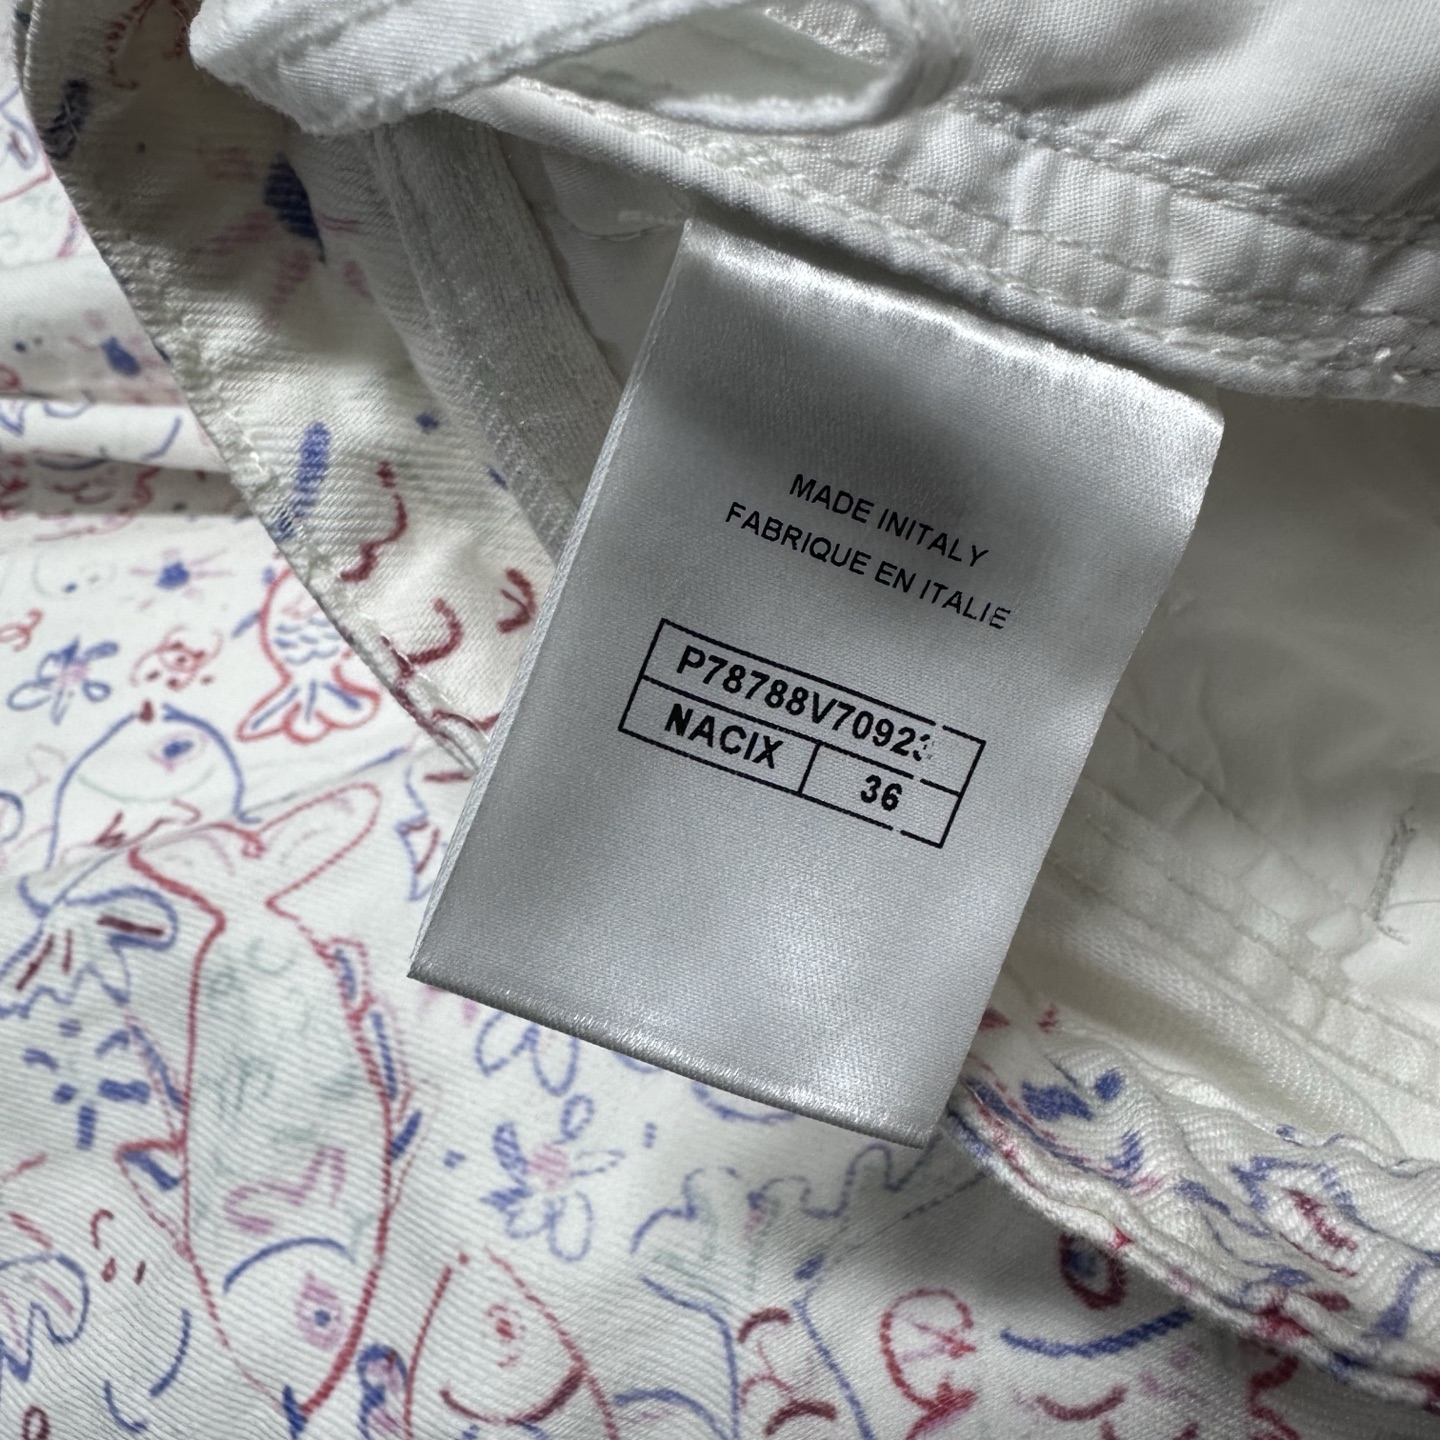 MADE INITALY
FABRIQUE EN ITALIE
P78788V70923
NACIX 36